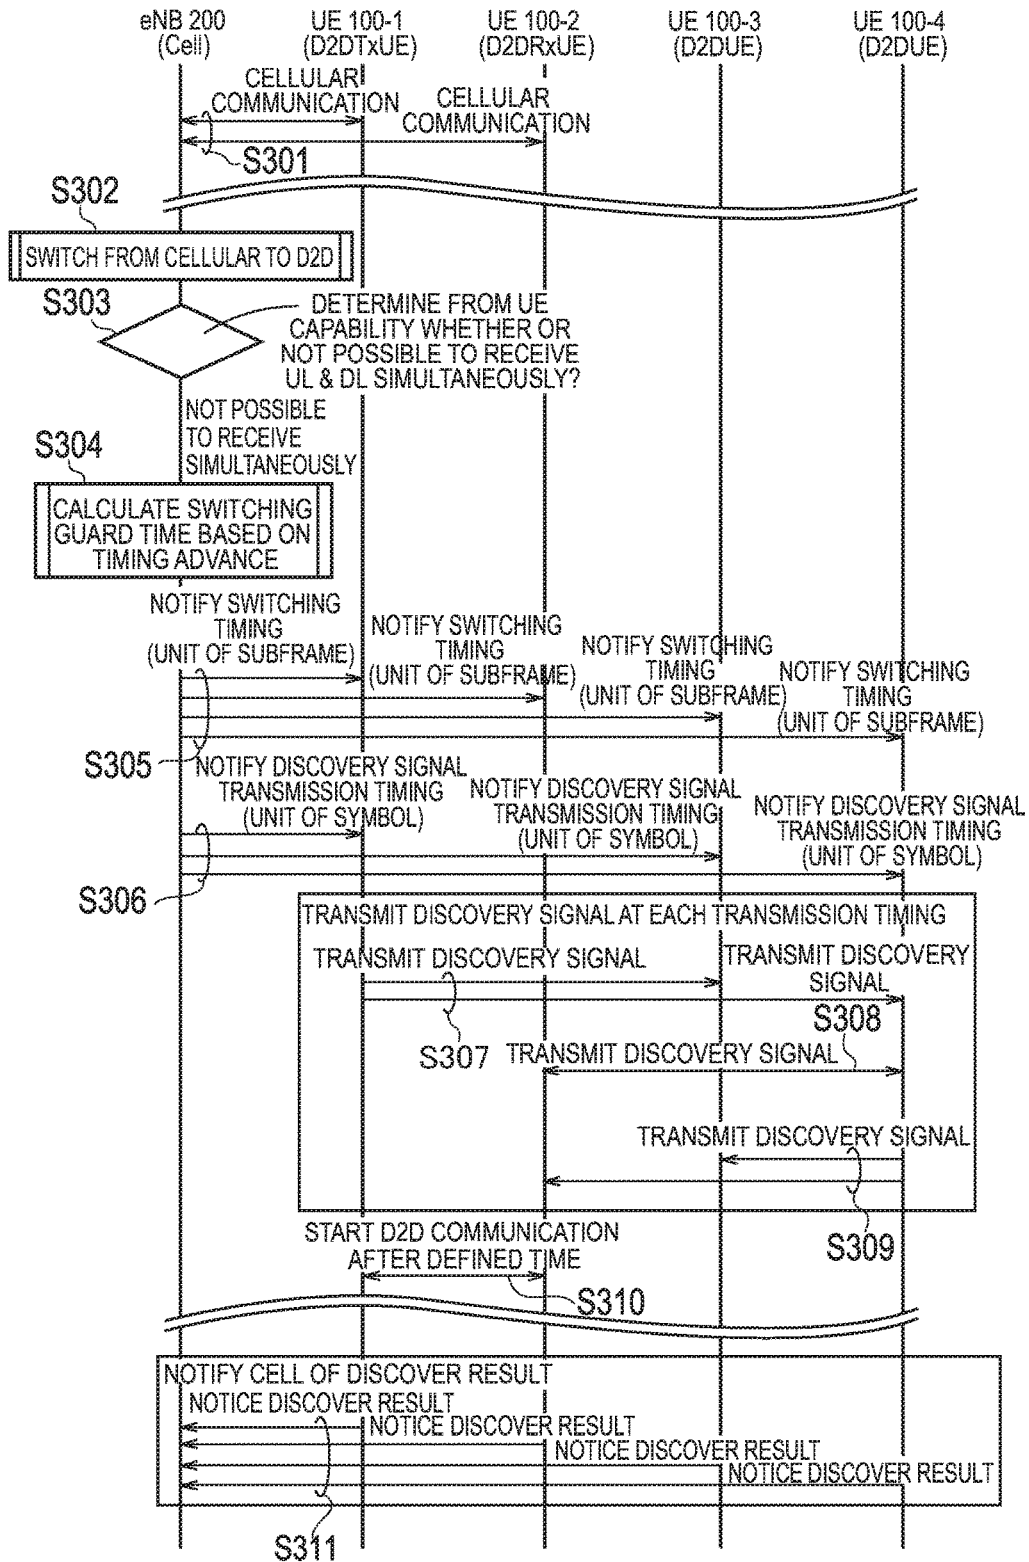 eNB 200
(Cell)
UE 100-1
(D2DTxUE)
UE 100-2
(D2DRxUE)
UE 100-3
(D2DUE)
UE 100-4
(D2DUE)
CELLULAR
COMMUNICATION
CELLULAR
COMMUNICATION
S301
S302
SWITCH FROM CELLULAR TO D2D
S303
DETERMINE FROM UE
CAPABILITY WHETHER OR
NOT POSSIBLE TO RECEIVE
UL & DL SIMULTANEOUSLY?
NOT POSSIBLE
TO RECEIVE
SIMULTANEOUSLY
S304
CALCULATE SWITCHING
GUARD TIME BASED ON
TIMING ADVANCE
NOTIFY SWITCHING
TIMING
(UNIT OF SUBFRAME)
NOTIFY SWITCHING
TIMING
(UNIT OF SUBFRAME)
NOTIFY SWITCHING
TIMING
(UNIT OF SUBFRAME)
NOTIFY SWITCHING
TIMING
(UNIT OF SUBFRAME)
S305
NOTIFY DISCOVERY SIGNAL
TRANSMISSION TIMING
(UNIT OF SYMBOL)
NOTIFY DISCOVERY SIGNAL
TRANSMISSION TIMING
(UNIT OF SYMBOL)
NOTIFY DISCOVERY SIGNAL
TRANSMISSION TIMING
(UNIT OF SYMBOL)
S306
TRANSMIT DISCOVERY SIGNAL AT EACH TRANSMISSION TIMING
TRANSMIT DISCOVERY SIGNAL
TRANSMIT DISCOVERY
SIGNAL
S307
S308
TRANSMIT DISCOVERY SIGNAL
TRANSMIT DISCOVERY SIGNAL
S309
START D2D COMMUNICATION
AFTER DEFINED TIME
S310
NOTIFY CELL OF DISCOVER RESULT
NOTICE DISCOVER RESULT
NOTICE DISCOVER RESULT
NOTICE DISCOVER RESULT
NOTICE DISCOVER RESULT
S311